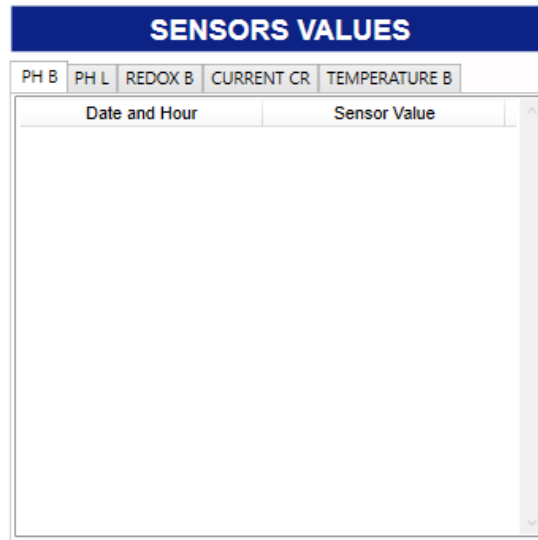 SENSORS VALUES
PH B PH L REDOX B CURRENT CR TEMPERATURE B
Date and Hour Sensor Value